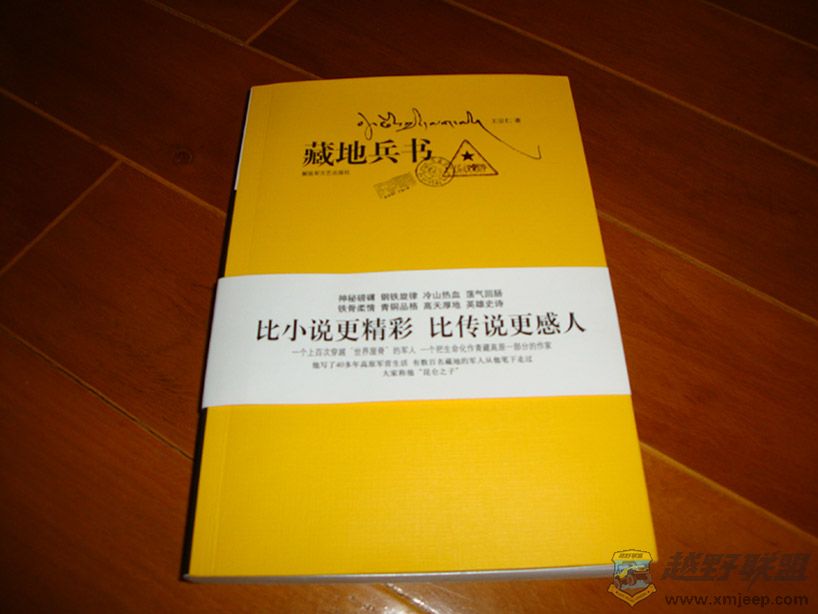 王宗仁 著
藏地兵书
解放军文艺出版社
神秘磅礴 钢铁旋律 冷山热血 荡气回肠
铁骨柔情 青铜品格 高天厚地 英雄史诗
比小说更精彩 比传说更感人
一个上百次穿越“世界屋脊”的军人 一个把生命化作青藏高原一部分的作家
他写了40多年高原军营生活 有数百名藏地的军人从他笔下走过
大家称他“昆仑之子”
越野联盟
www.xmjeep.com